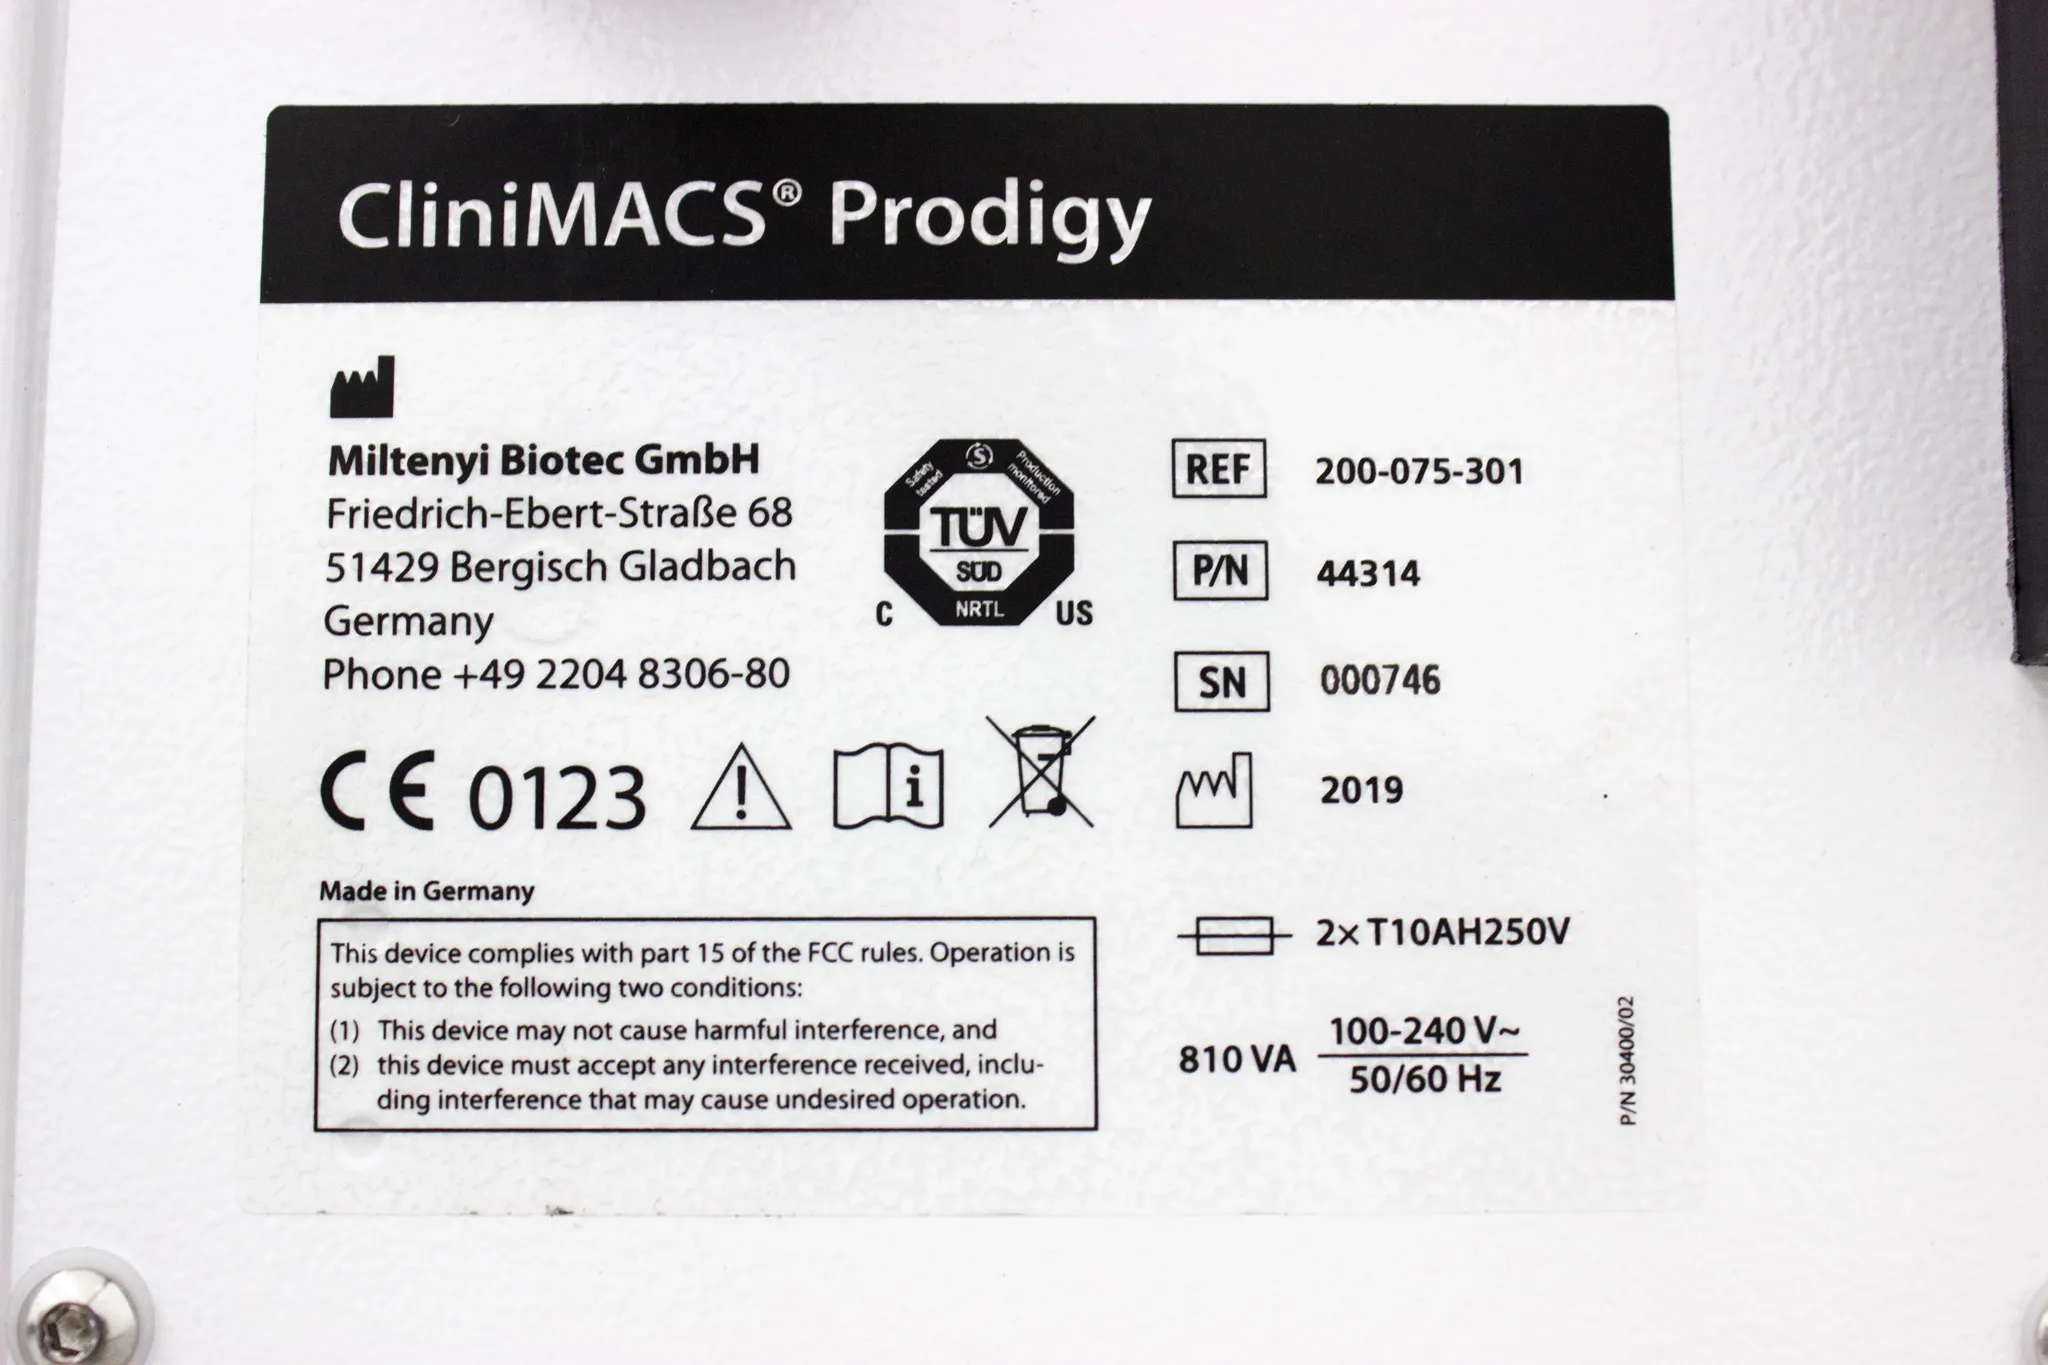 CliniMACS® Prodigy
Miltenyi Biotec GmbH
Friedrich-Ebert-Straße 68
51429 Bergisch Gladbach
Germany
Phone +49 2204 8306-80
Safety tested
S
Production monitored
TÜV
SÜD
NRTL
C US
CE 0123
i
Made in Germany
This device complies with part 15 of the FCC rules. Operation is
subject to the following two conditions:
(1) This device may not cause harmful interference, and
(2) this device must accept any interference received, inclu-
ding interference that may cause undesired operation.
REF 200-075-301
P/N 44314
SN 000746
2019
2x T10AH250V
810 VA 100-240 V~
50/60 Hz
P/N 30400/02